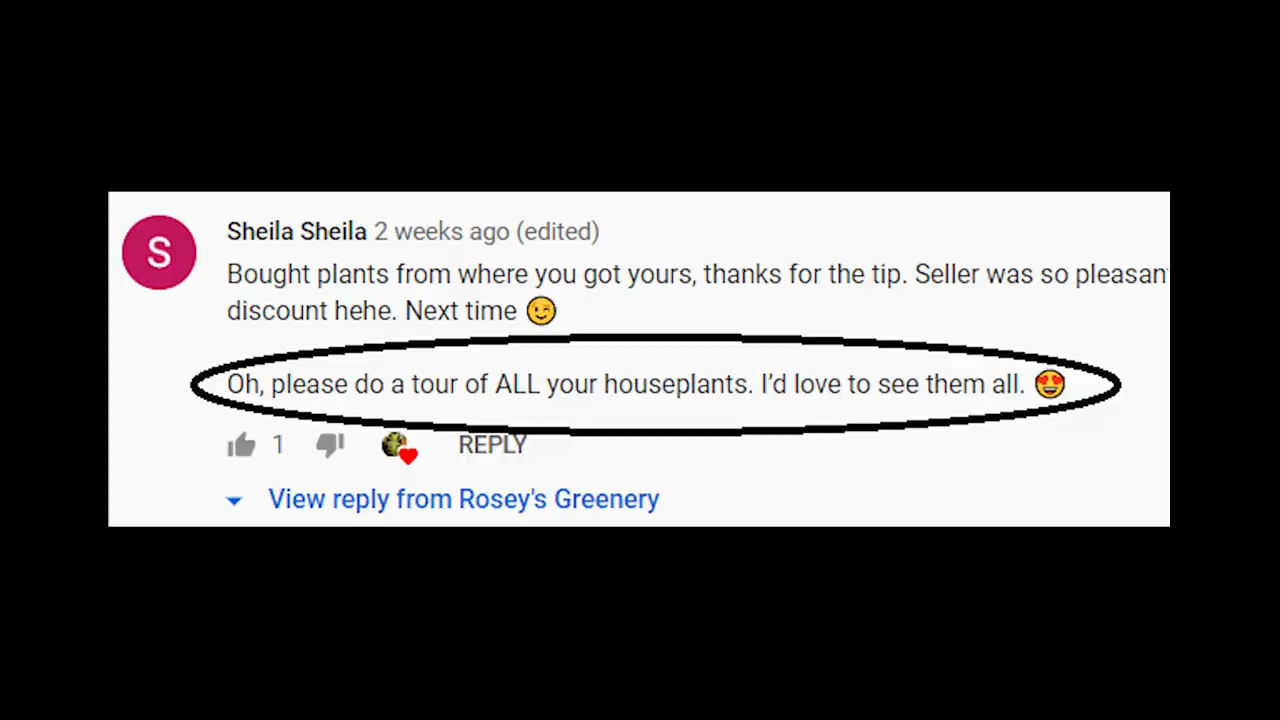 S
Sheila Sheila 2 weeks ago (edited)
Bought plants from where you got yours, thanks for the tip. Seller was so pleasant
discount hehe. Next time 😉
Oh, please do a tour of ALL your houseplants. I’d love to see them all. 😍
1 REPLY
View reply from Rosey's Greenery